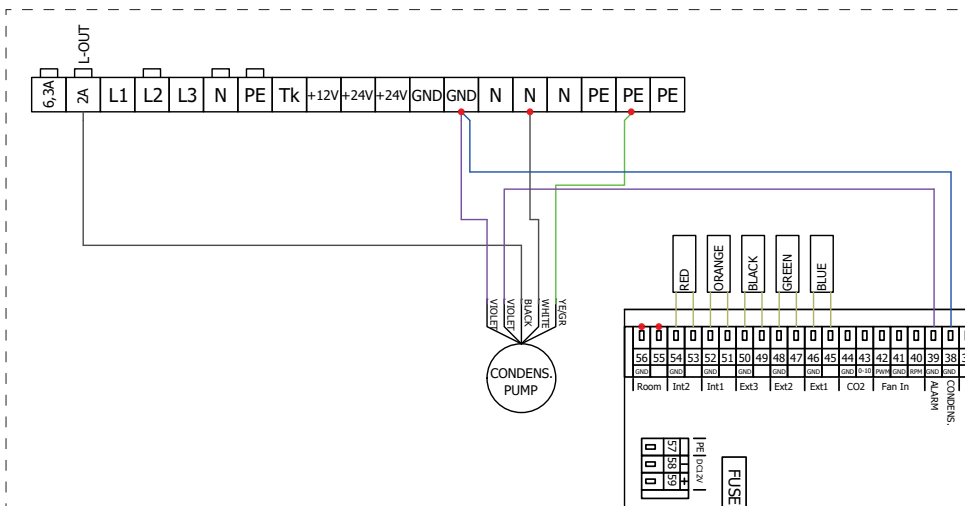 L-OUT
6,3A 2A L1 L2 L3 N PE Tk +12V +24V +24V GND GND N N N PE PE PE
RED ORANGE BLACK GREEN BLUE
VIOLET VIOLET BLACK WHITE YE/GR
CONDENS.
PUMP
56 55 54 53 52 51 50 49 48 47 46 45 44 43 42 41 40 39 38
GND GND GND GND GND GND GND 0-10 PWM GND RPM GND GND
Room Int2 Int1 Ext3 Ext2 Ext1 CO2 Fan In ALARM CONDENS.
57 PE
58 - DC12V
59 +
FUSE